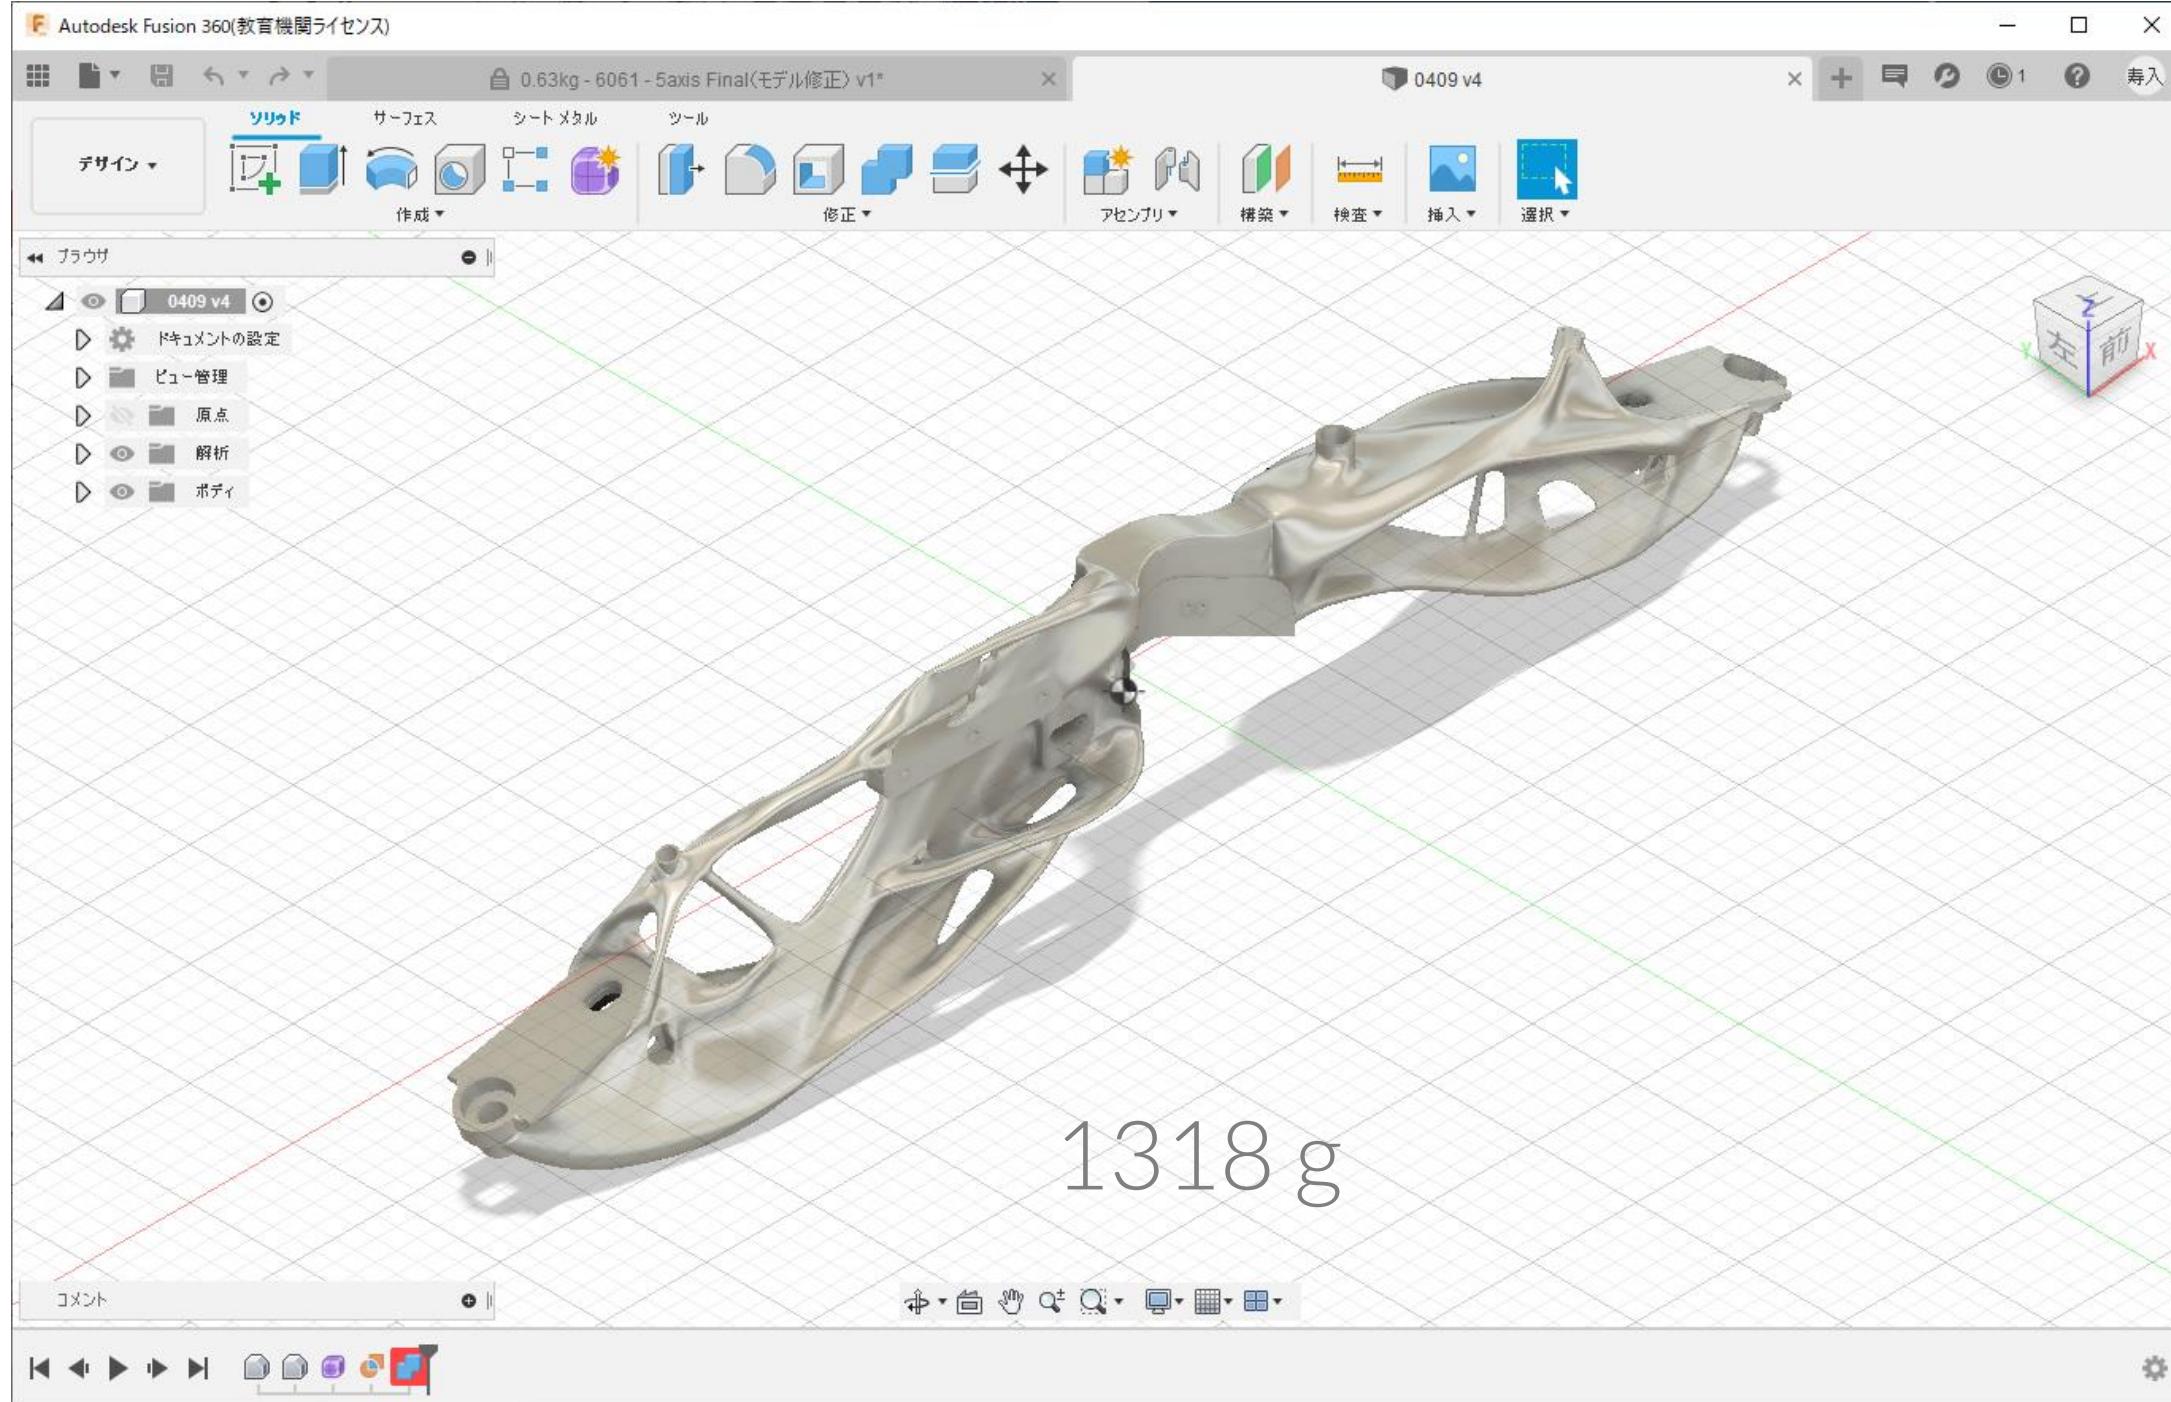 Autodesk Fusion 360(教育機関ライセンス)
0.63kg - 6061 - 5axis Final(モデル修正) v1*
0409 v4
1
寿入
デザイン
ソリッド サーフェス シート メタル ツール
作成 修正 アセンブリ 構築 検査 挿入 選択
ブラウザ
0409 v4
ドキュメントの設定
ビュー管理
原点
解析
ボディ
Z
左 前
Y X
1318 g
コメント